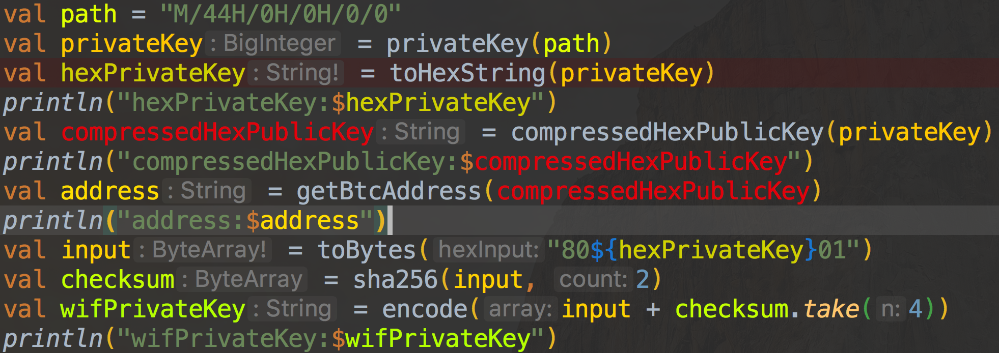 val path = "M/44H/0H/0H/0/0"
val privateKey : BigInteger = privateKey(path)
val hexPrivateKey : String! = toHexString(privateKey)
println("hexPrivateKey:$hexPrivateKey")
val compressedHexPublicKey : String = compressedHexPublicKey(privateKey)
println("compressedHexPublicKey:$compressedHexPublicKey")
val address : String = getBtcAddress(compressedHexPublicKey)
println("address:$address")
val input : ByteArray! = toBytes( hexInput: "80${hexPrivateKey}01")
val checksum : ByteArray = sha256(input, count: 2)
val wifPrivateKey : String = encode( array: input + checksum.take( n: 4))
println("wifPrivateKey:$wifPrivateKey")